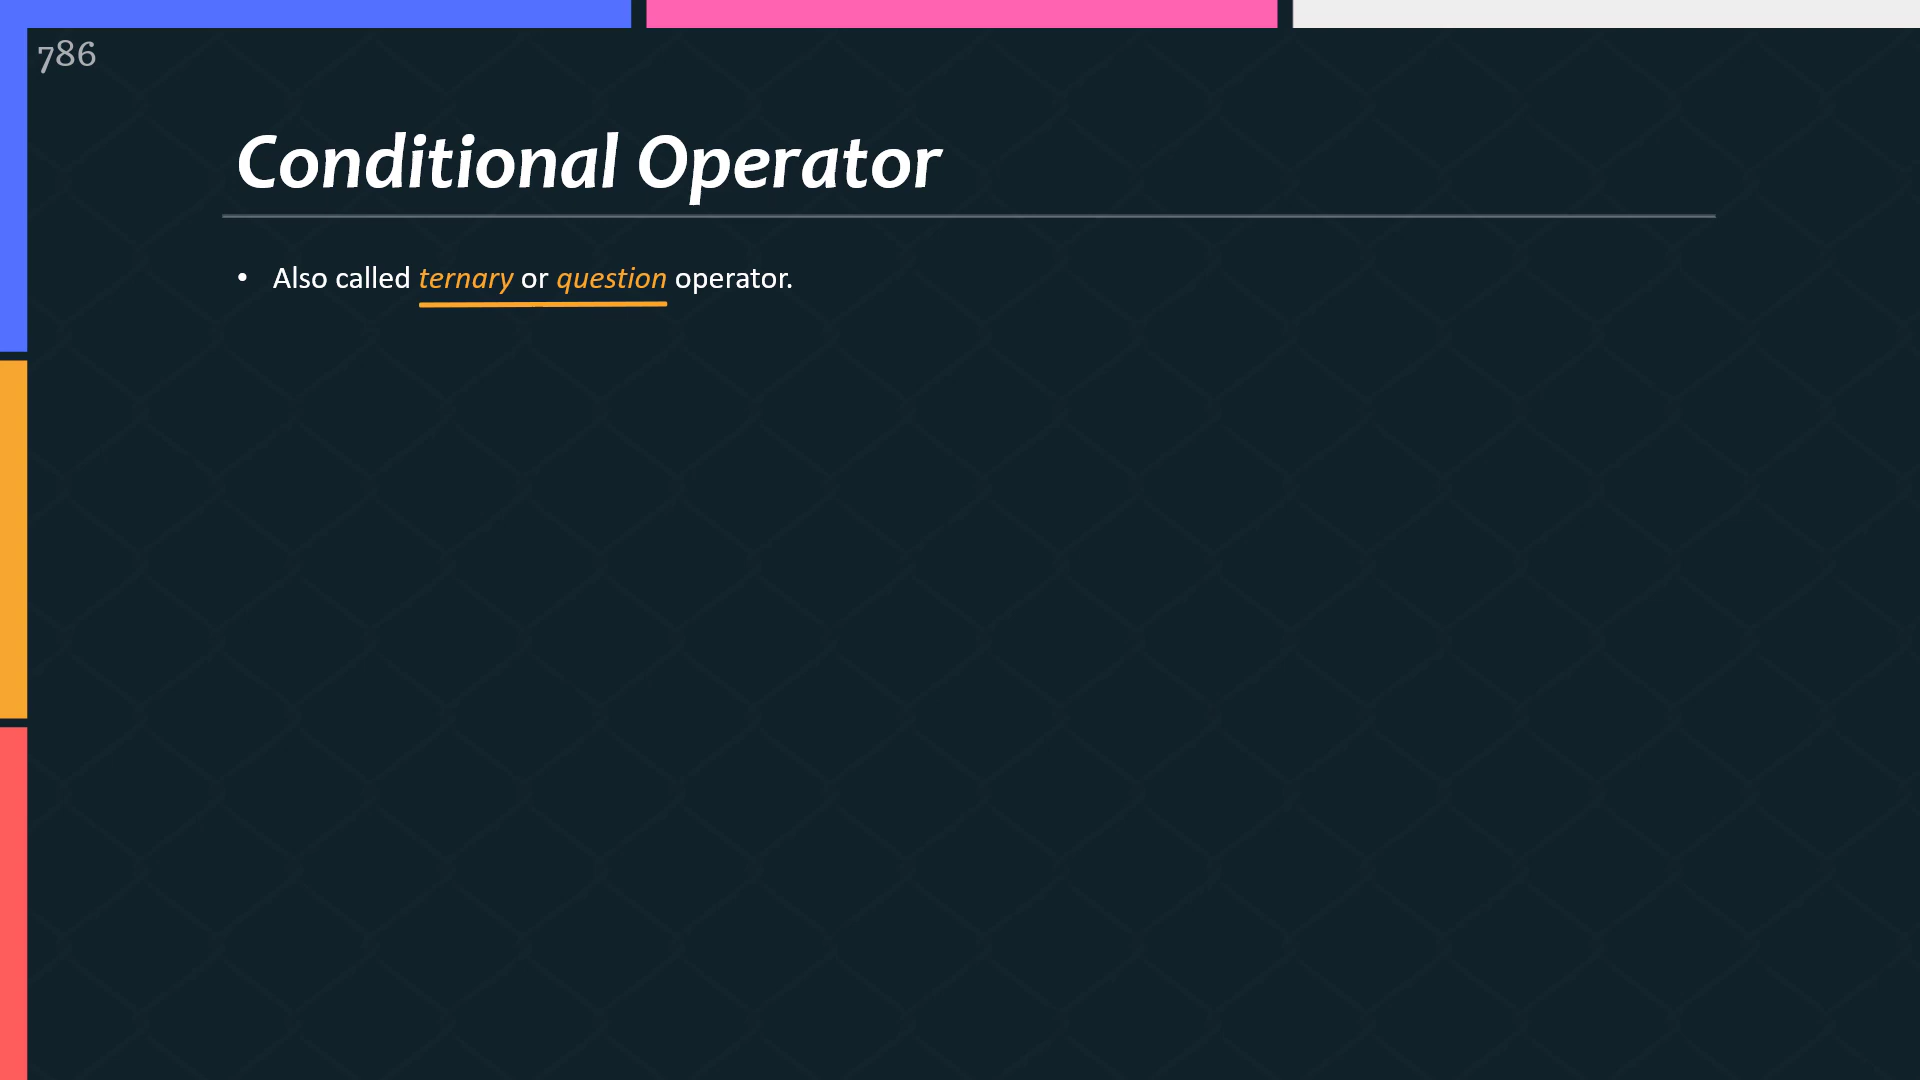 786
Conditional Operator
• Also called ternary or question operator.